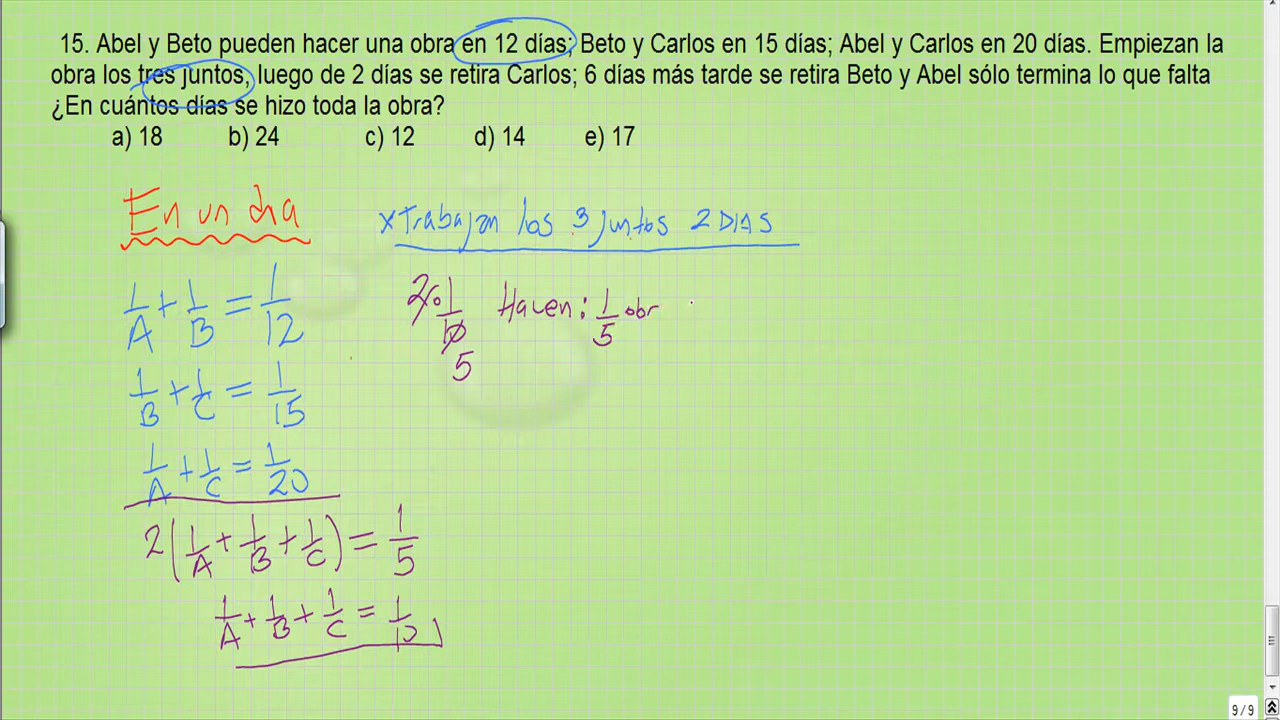 15. Abel y Beto pueden hacer una obra en 12 días; Beto y Carlos en 15 días; Abel y Carlos en 20 días. Empiezan la
obra los tres juntos, luego de 2 días se retira Carlos; 6 días más tarde se retira Beto y Abel sólo termina lo que falta
¿En cuántos días se hizo toda la obra?
a) 18 b) 24 c) 12 d) 14 e) 17
En un dia
x Trabajan los 3 juntos 2 DIAS
1/A + 1/B = 1/12
2 1/10 5 Hacen: 1/5 obr
1/B + 1/C = 1/15
1/A + 1/C = 1/20
2(1/A + 1/B + 1/C) = 1/5
1/A + 1/B + 1/C = 1/10
9 / 9